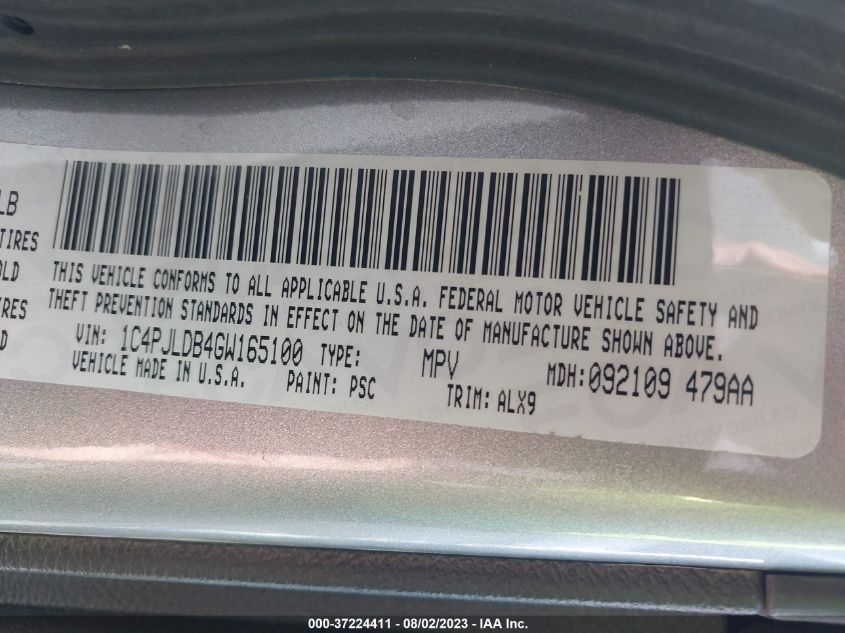 LB
TIRES
OLD
IRES
D
THIS VEHICLE CONFORMS TO ALL APPLICABLE U.S.A. FEDERAL MOTOR VEHICLE SAFETY AND
THEFT PREVENTION STANDARDS IN EFFECT ON THE DATE OF MANUFACTURE SHOWN ABOVE.
VIN: 1C4PJLDB4GW165100 TYPE: MPV MDH:092109 479AA
VEHICLE MADE IN U.S.A. PAINT: PSC TRIM: ALX9
000-37224411 - 08/02/2023 - © IAA Inc.